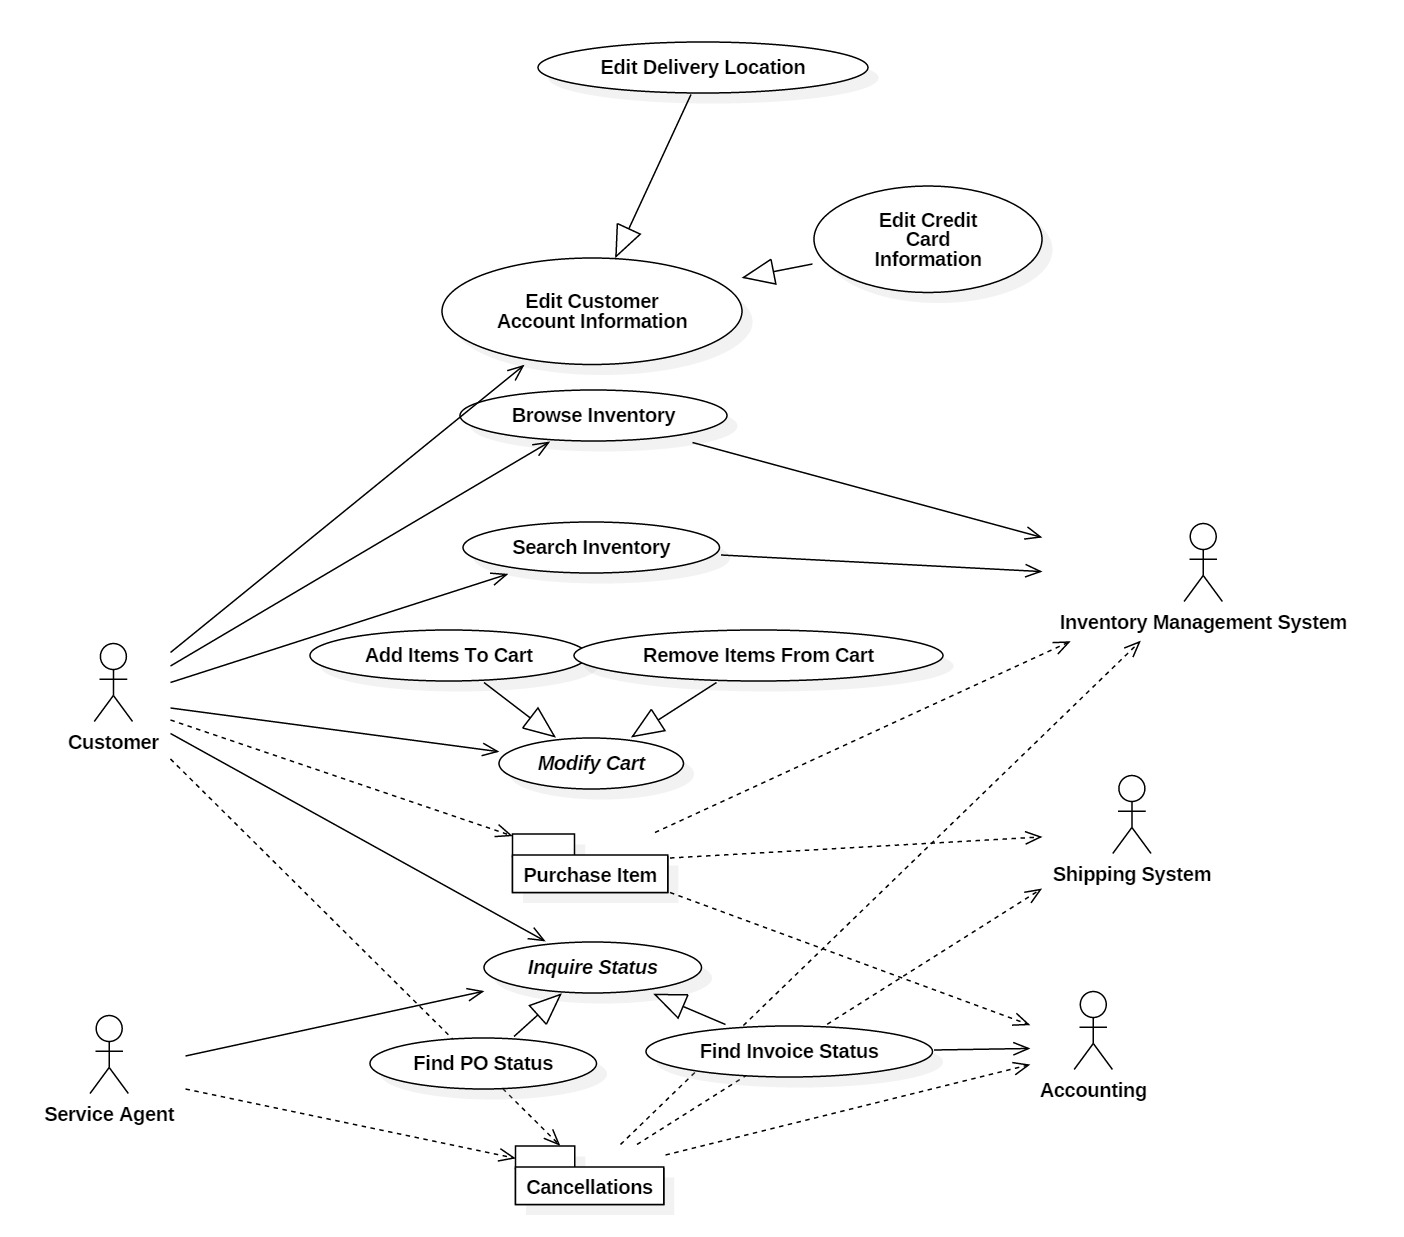 Edit Delivery Location
Edit Credit
Card
Information
Edit Customer
Account Information
Browse Inventory
Search Inventory
Inventory Management System
Add Items To Cart
Remove Items From Cart
Customer
Modify Cart
Purchase Item
Shipping System
Inquire Status
Find PO Status
Find Invoice Status
Accounting
Service Agent
Cancellations